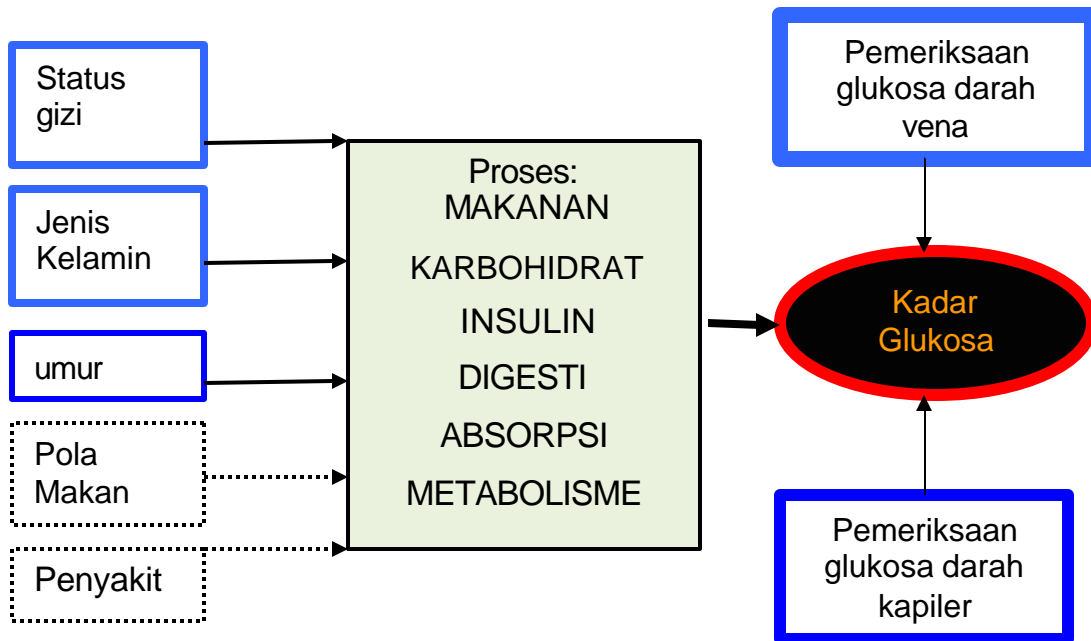 Status
gizi
Jenis
Kelamin
umur
Pola
Makan
Penyakit
Proses:
MAKANAN
KARBOHIDRAT
INSULIN
DIGESTI
ABSORPSI
METABOLISME
Pemeriksaan
glukosa darah
vena
Kadar
Glukosa
Pemeriksaan
glukosa darah
kapiler